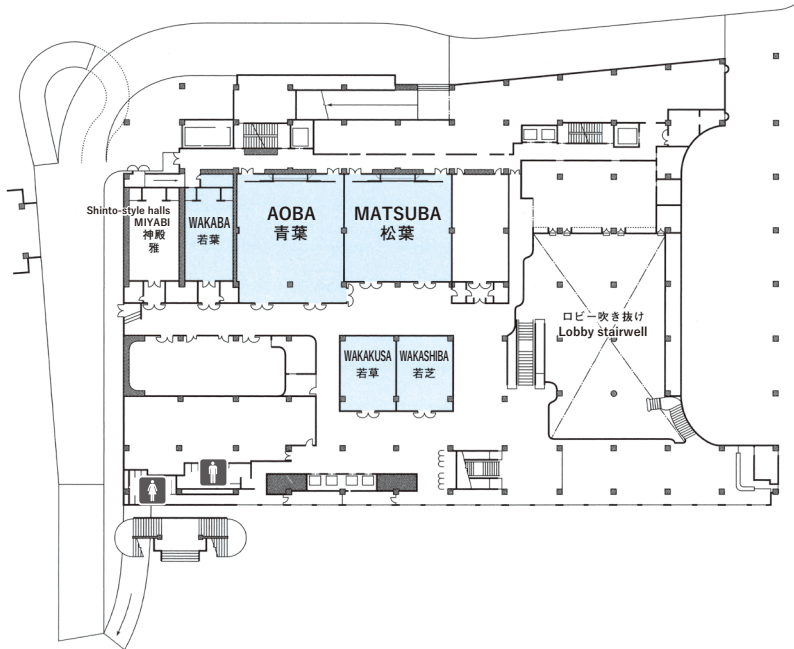 Shinto-style halls
MIYABI
神殿
雅
WAKABA
若葉
AOBA
青葉
MATSUBA
松葉
ロビー吹き抜け
Lobby stairwell
WAKAKUSA
若草
WAKASHIBA
若芝